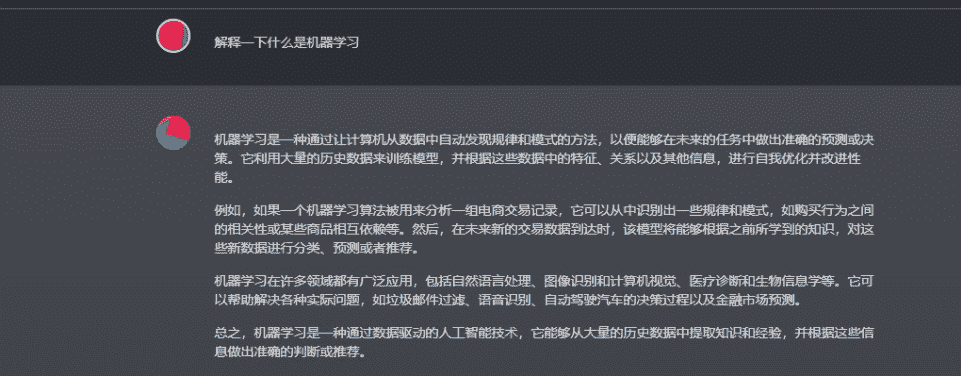 解释一下什么是机器学习
机器学习是一种通过让计算机从数据中自动发现规律和模式的方法，以便能够在未来的任务中做出准确的预测或决
策。它利用大量的历史数据来训练模型，并根据这些数据中的特征、关系以及其他信息，进行自我优化并改进性
能。
例如，如果一个机器学习算法被用来分析一组电商交易记录，它可以从中识别出一些规律和模式，如购买行为之间
的相关性或某些商品相互依赖等。然后，在未来新的交易数据到达时，该模型将能够根据之前所学到的知识，对这
些新数据进行分类、预测或者推荐。
机器学习在许多领域都有广泛应用，包括自然语言处理、图像识别和计算机视觉、医疗诊断和生物信息学等。它可
以帮助解决各种实际问题，如垃圾邮件过滤、语音识别、自动驾驶汽车的决策过程以及金融市场预测。
总之，机器学习是一种通过数据驱动的人工智能技术，它能够从大量的历史数据中提取知识和经验，并根据这些信
息做出准确的判断或推荐。